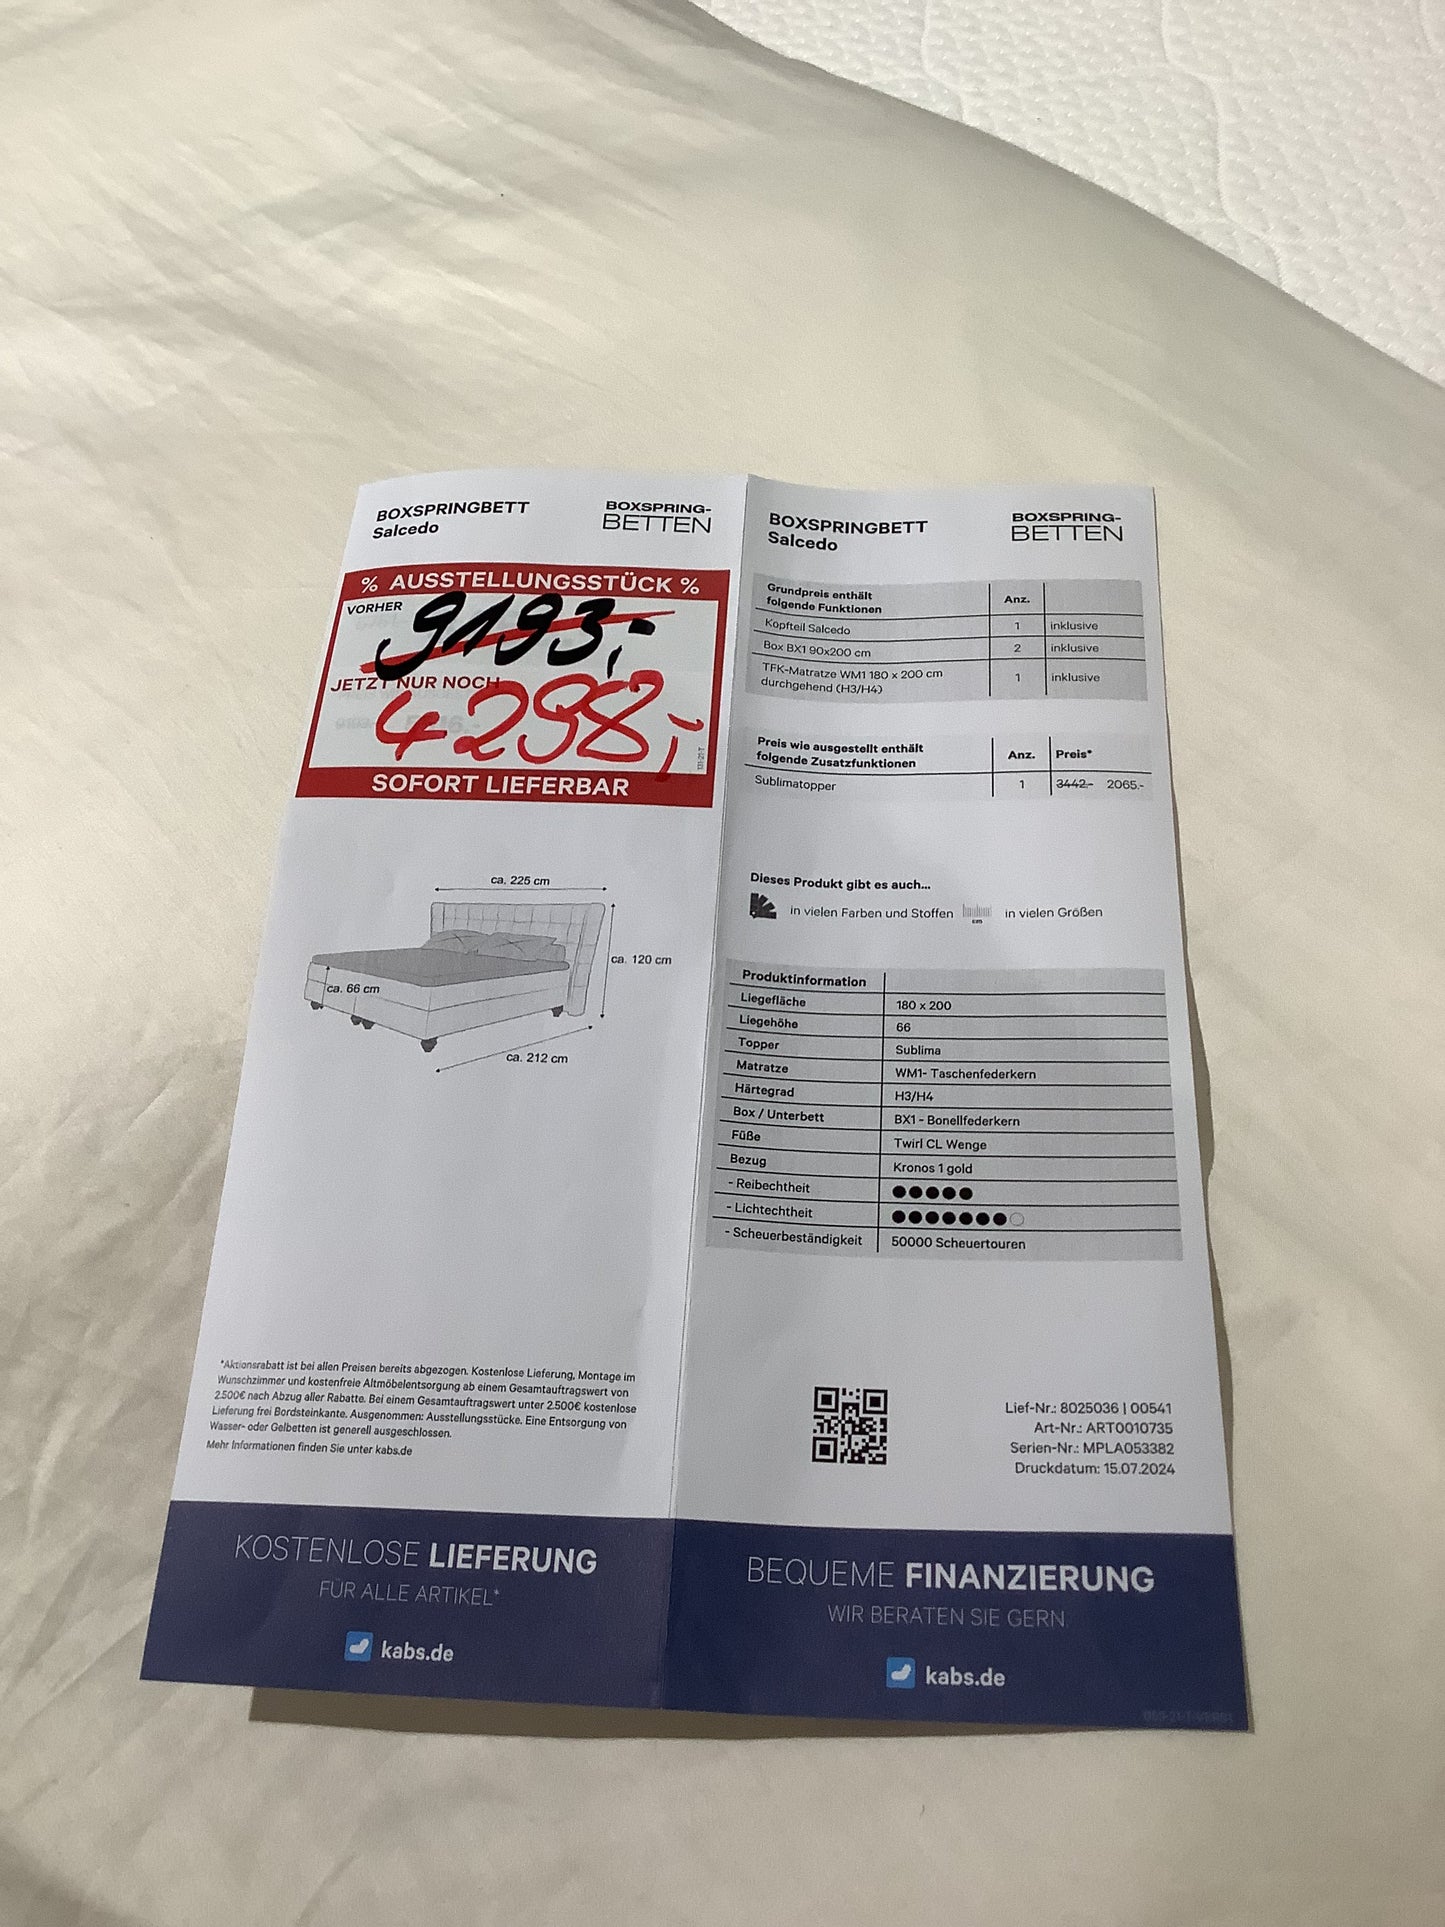 BOXSPRINGBETT
Salcedo
BOXSPRING-
BETTEN
% AUSSTELLUNGSSTÜCK %
VORHER
9193,-
JETZT NUR NOCH
4298,-
131-21-T
SOFORT LIEFERBAR
ca. 225 cm
ca. 120 cm
ca. 66 cm
ca. 212 cm
*Aktionsrabatt ist bei allen Preisen bereits abgezogen. Kostenlose Lieferung, Montage im
Wunschzimmer und kostenfreie Altmöbelentsorgung ab einem Gesamtauftragswert von
2.500€ nach Abzug aller Rabatte. Bei einem Gesamtauftragswert unter 2.500€ kostenlose
Lieferung frei Bordsteinkante. Ausgenommen: Ausstellungsstücke. Eine Entsorgung von
Wasser- oder Gelbetten ist generell ausgeschlossen.
Mehr Informationen finden Sie unter kabs.de
KOSTENLOSE LIEFERUNG
FÜR ALLE ARTIKEL*
kabs.de
BOXSPRINGBETT
Salcedo
BOXSPRING-
BETTEN
Grundpreis enthält
folgende Funktionen Anz.
Kopfteil Salcedo 1 inklusive
Box BX1 90x200 cm 2 inklusive
TFK-Matratze WM1 180 x 200 cm
durchgehend (H3/H4) 1 inklusive
Preis wie ausgestellt enthält
folgende Zusatzfunktionen Anz. Preis*
Sublimatopper 1 3442.- 2065.-
Dieses Produkt gibt es auch...
in vielen Farben und Stoffen cm in vielen Größen
Produktinformation
Liegefläche 180 x 200
Liegehöhe 66
Topper Sublima
Matratze WM1- Taschenfederkern
Härtegrad H3/H4
Box / Unterbett BX1 - Bonellfederkern
Füße Twirl CL Wenge
Bezug Kronos 1 gold
- Reibechtheit
- Lichtechtheit
- Scheuerbeständigkeit 50000 Scheuertouren
Lief-Nr.: 8025036 | 00541
Art-Nr.: ART0010735
Serien-Nr.: MPLA053382
Druckdatum: 15.07.2024
BEQUEME FINANZIERUNG
WIR BERATEN SIE GERN
kabs.de